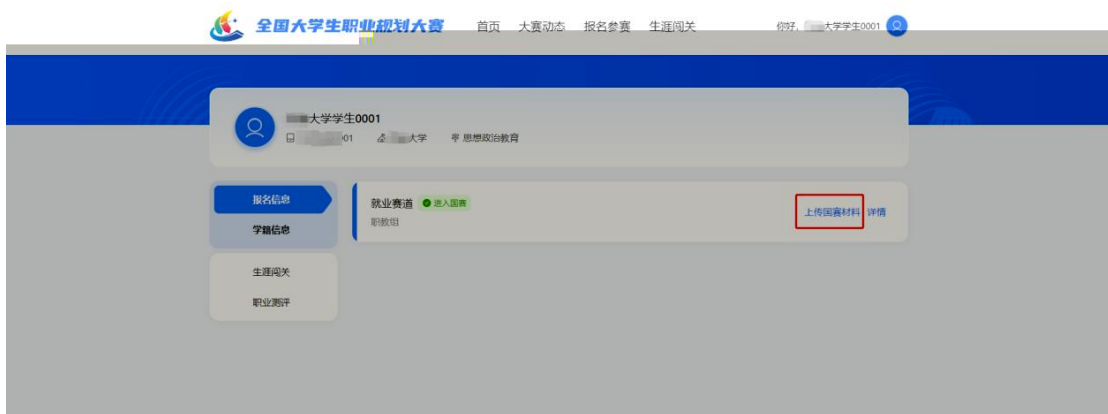 全国大学生职业规划大赛 首页 大赛动态 报名参赛 生涯闯关 你好, 大学学生0001
大学学生0001
01 大学 思想政治教育
报名信息
学籍信息
生涯闯关
职业测评
就业赛道 进入国赛
职教组
上传国赛材料 详情